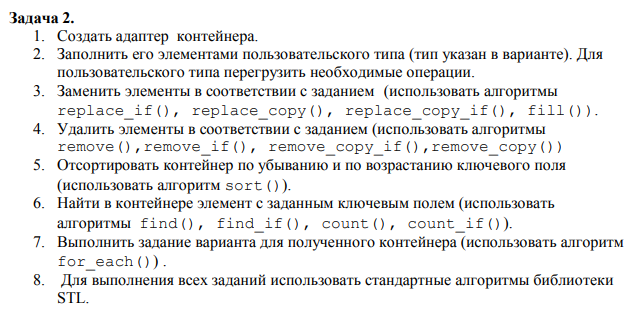 Задача 2.
1. Создать адаптер контейнера.
2. Заполнить его элементами пользовательского типа (тип указан в варианте). Для
пользовательского типа перегрузить необходимые операции.
3. Заменить элементы в соответствии с заданием (использовать алгоритмы
replace_if(), replace_copy(), replace_copy_if(), fill()).
4. Удалить элементы в соответствии с заданием (использовать алгоритмы
remove(),remove_if(), remove_copy_if(),remove_copy())
5. Отсортировать контейнер по убыванию и по возрастанию ключевого поля
(использовать алгоритм sort()).
6. Найти в контейнере элемент с заданным ключевым полем (использовать
алгоритмы find(), find_if(), count(), count_if()).
7. Выполнить задание варианта для полученного контейнера (использовать алгоритм
for_each()) .
8. Для выполнения всех заданий использовать стандартные алгоритмы библиотеки
STL.